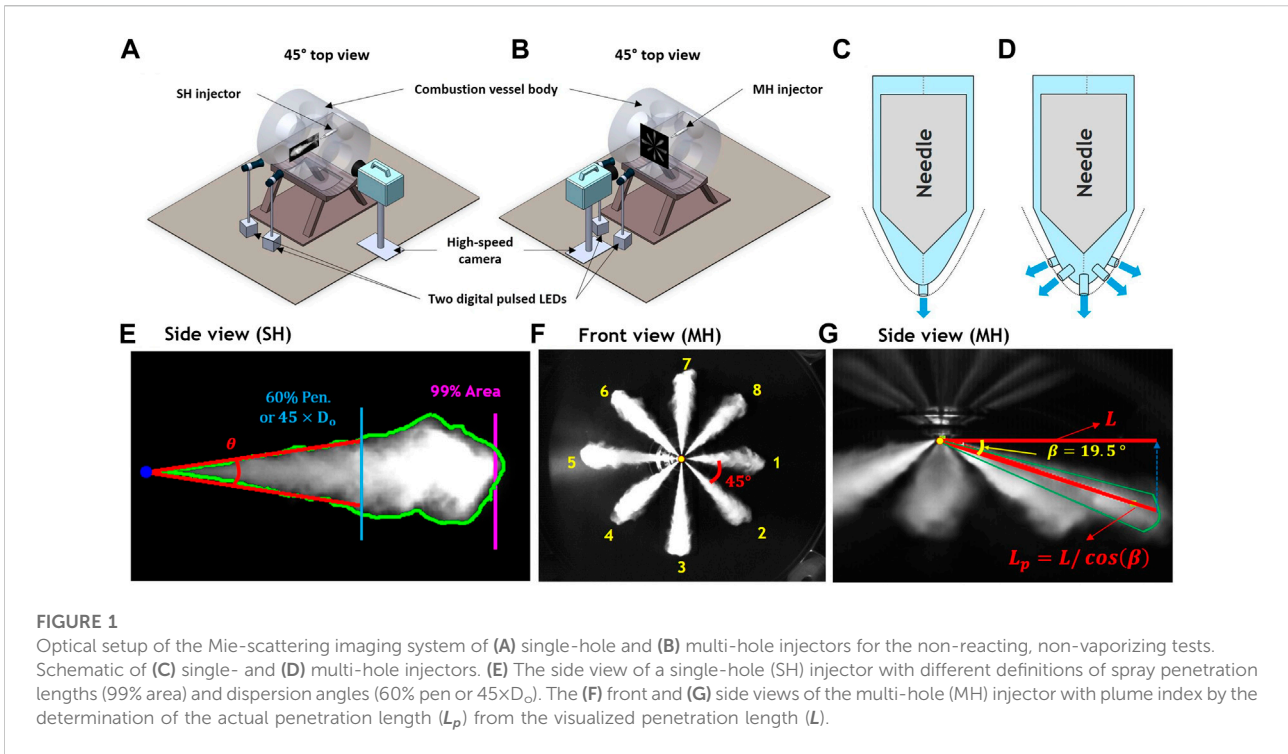 A
45° top view
SH injector
Combustion vessel body
B
45° top view
MH injector
High-speed
camera
Two digital pulsed LEDs
C
Needle
D
Needle
E Side view (SH)
60% Pen.
or 45 × Dₒ
99% Area
θ
F Front view (MH)
7
6
8
5
1
45°
4
2
3
G Side view (MH)
L
β = 19.5°
Lₚ = L/cos(β)
FIGURE 1
Optical setup of the Mie-scattering imaging system of (A) single-hole and (B) multi-hole injectors for the non-reacting, non-vaporizing tests.
Schematic of (C) single- and (D) multi-hole injectors. (E) The side view of a single-hole (SH) injector with different definitions of spray penetration
lengths (99% area) and dispersion angles (60% pen or 45×Dₒ). The (F) front and (G) side views of the multi-hole (MH) injector with plume index by the
determination of the actual penetration length (Lₚ) from the visualized penetration length (L).